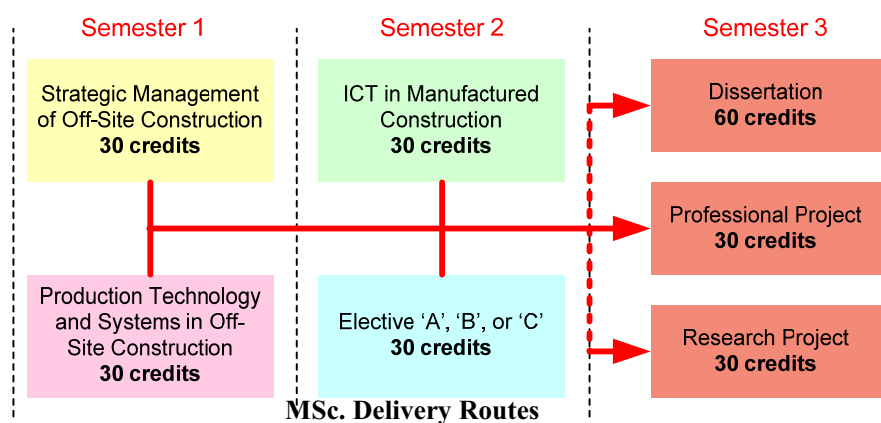 Semester 1
Semester 2
Semester 3
Strategic Management
of Off-Site Construction
30 credits
ICT in Manufactured
Construction
30 credits
Dissertation
60 credits
Professional Project
30 credits
Production Technology
and Systems in Off-
Site Construction
30 credits
Elective ‘A’, ‘B’, or ‘C’
30 credits
Research Project
30 credits
MSc. Delivery Routes